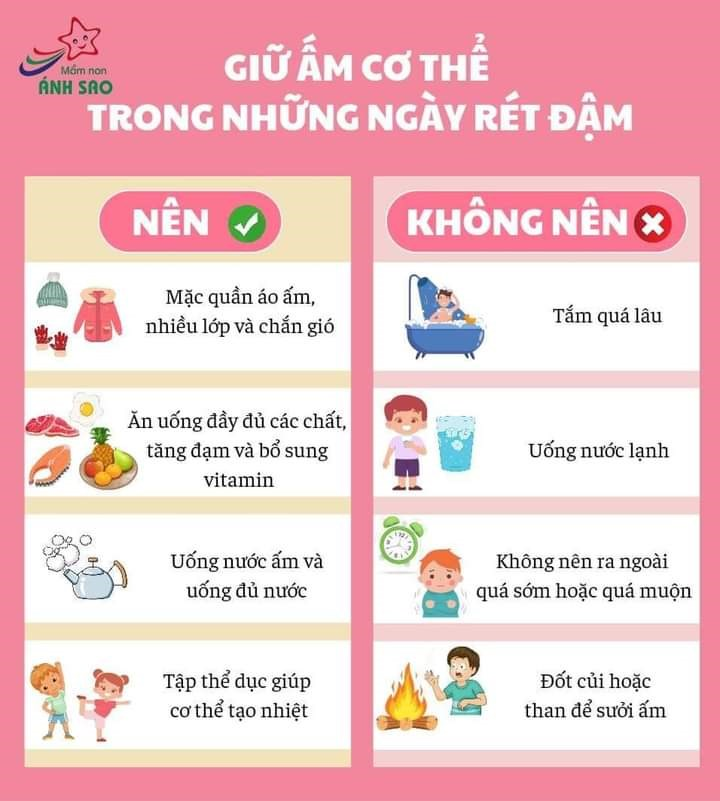 Mầm non
ÁNH SAO
GIỮ ẤM CƠ THỂ
TRONG NHỮNG NGÀY RÉT ĐẬM
NÊN
Mặc quần áo ấm,
nhiều lớp và chắn gió
Ăn uống đầy đủ các chất,
tăng đạm và bổ sung
vitamin
Uống nước ấm và
uống đủ nước
Tập thể dục giúp
cơ thể tạo nhiệt
KHÔNG NÊN
Tắm quá lâu
Uống nước lạnh
Không nên ra ngoài
quá sớm hoặc quá muộn
Đốt củi hoặc
than để sưởi ấm